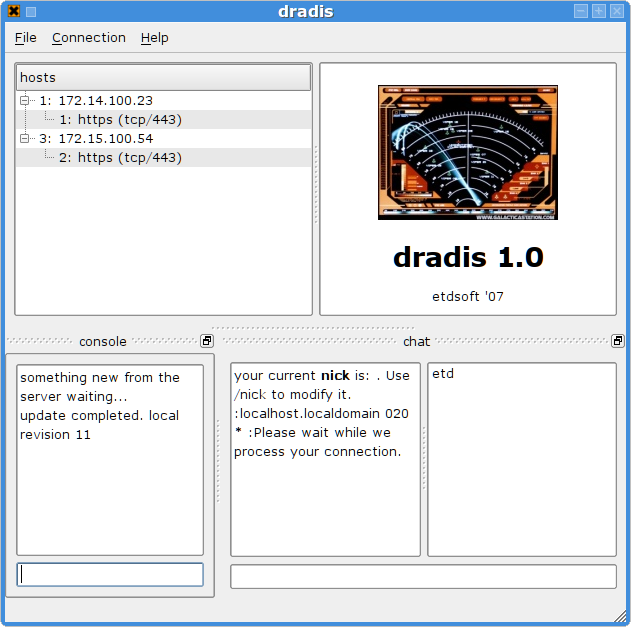 dradis
File Connection Help
hosts
1: 172.14.100.23
1: https (tcp/443)
3: 172.15.100.54
2: https (tcp/443)
WWW.GALACTICASTATION.COM
dradis 1.0
etdsoft '07
console
chat
something new from the
server waiting...
update completed. local
revision 11
your current nick is: . Use
/nick to modify it.
:localhost.localdomain 020
* :Please wait while we
process your connection.
etd